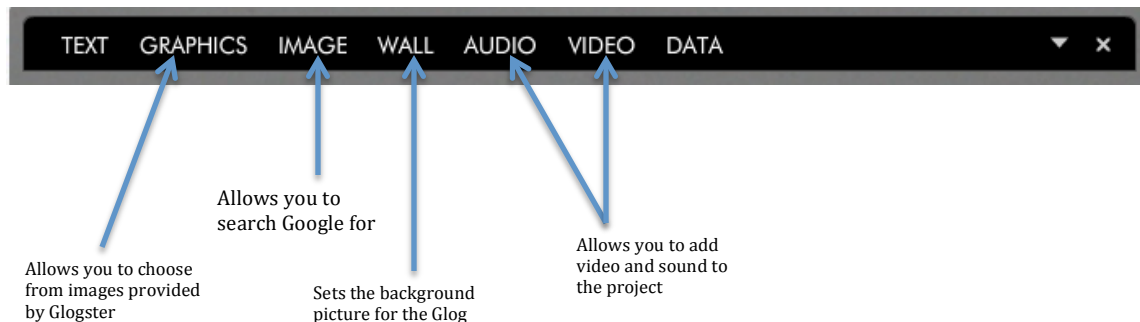 TEXT GRAPHICS IMAGE WALL AUDIO VIDEO DATA
Allows you to
search Google for
Allows you to choose
from images provided
by Glogster
Sets the background
picture for the Glog
Allows you to add
video and sound to
the project